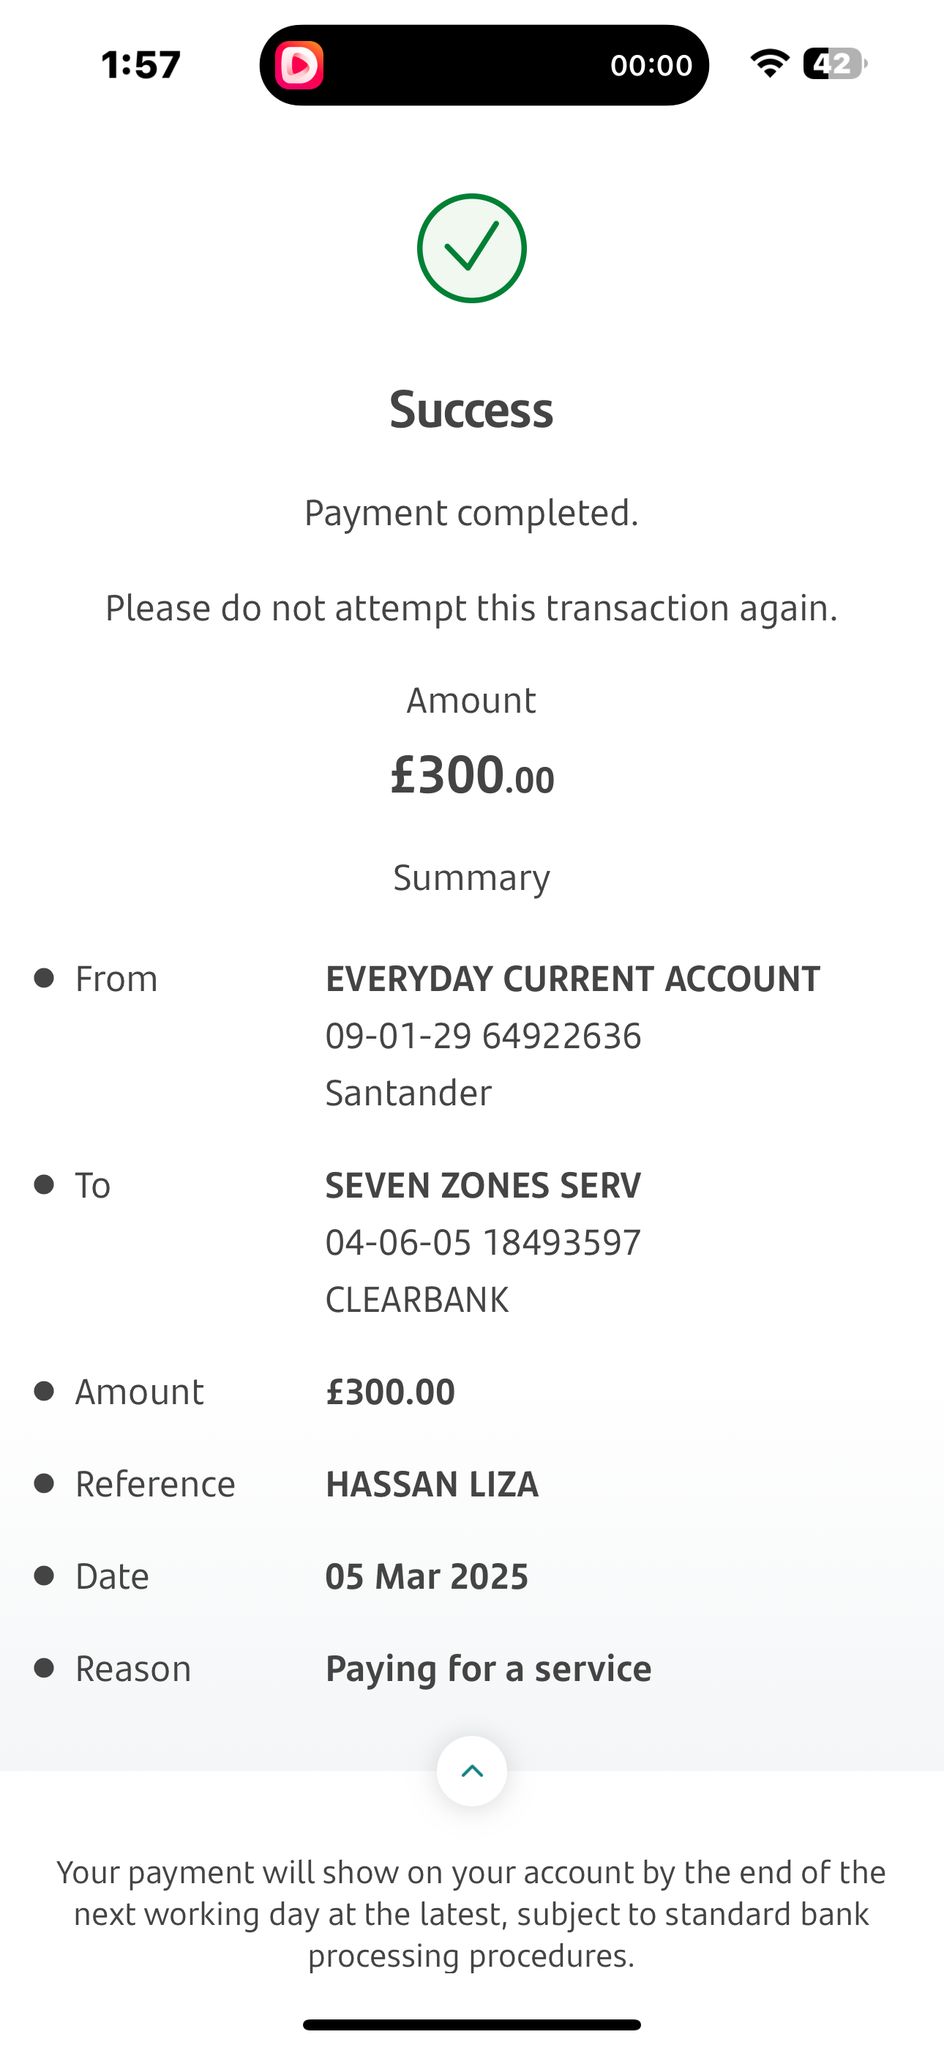 1:57
00:00
42
Success
Payment completed.
Please do not attempt this transaction again.
Amount
£300.00
Summary
From
EVERYDAY CURRENT ACCOUNT
09-01-29 64922636
Santander
To
SEVEN ZONES SERV
04-06-05 18493597
CLEARBANK
Amount
£300.00
Reference
HASSAN LIZA
Date
05 Mar 2025
Reason
Paying for a service
Your payment will show on your account by the end of the
next working day at the latest, subject to standard bank
processing procedures.